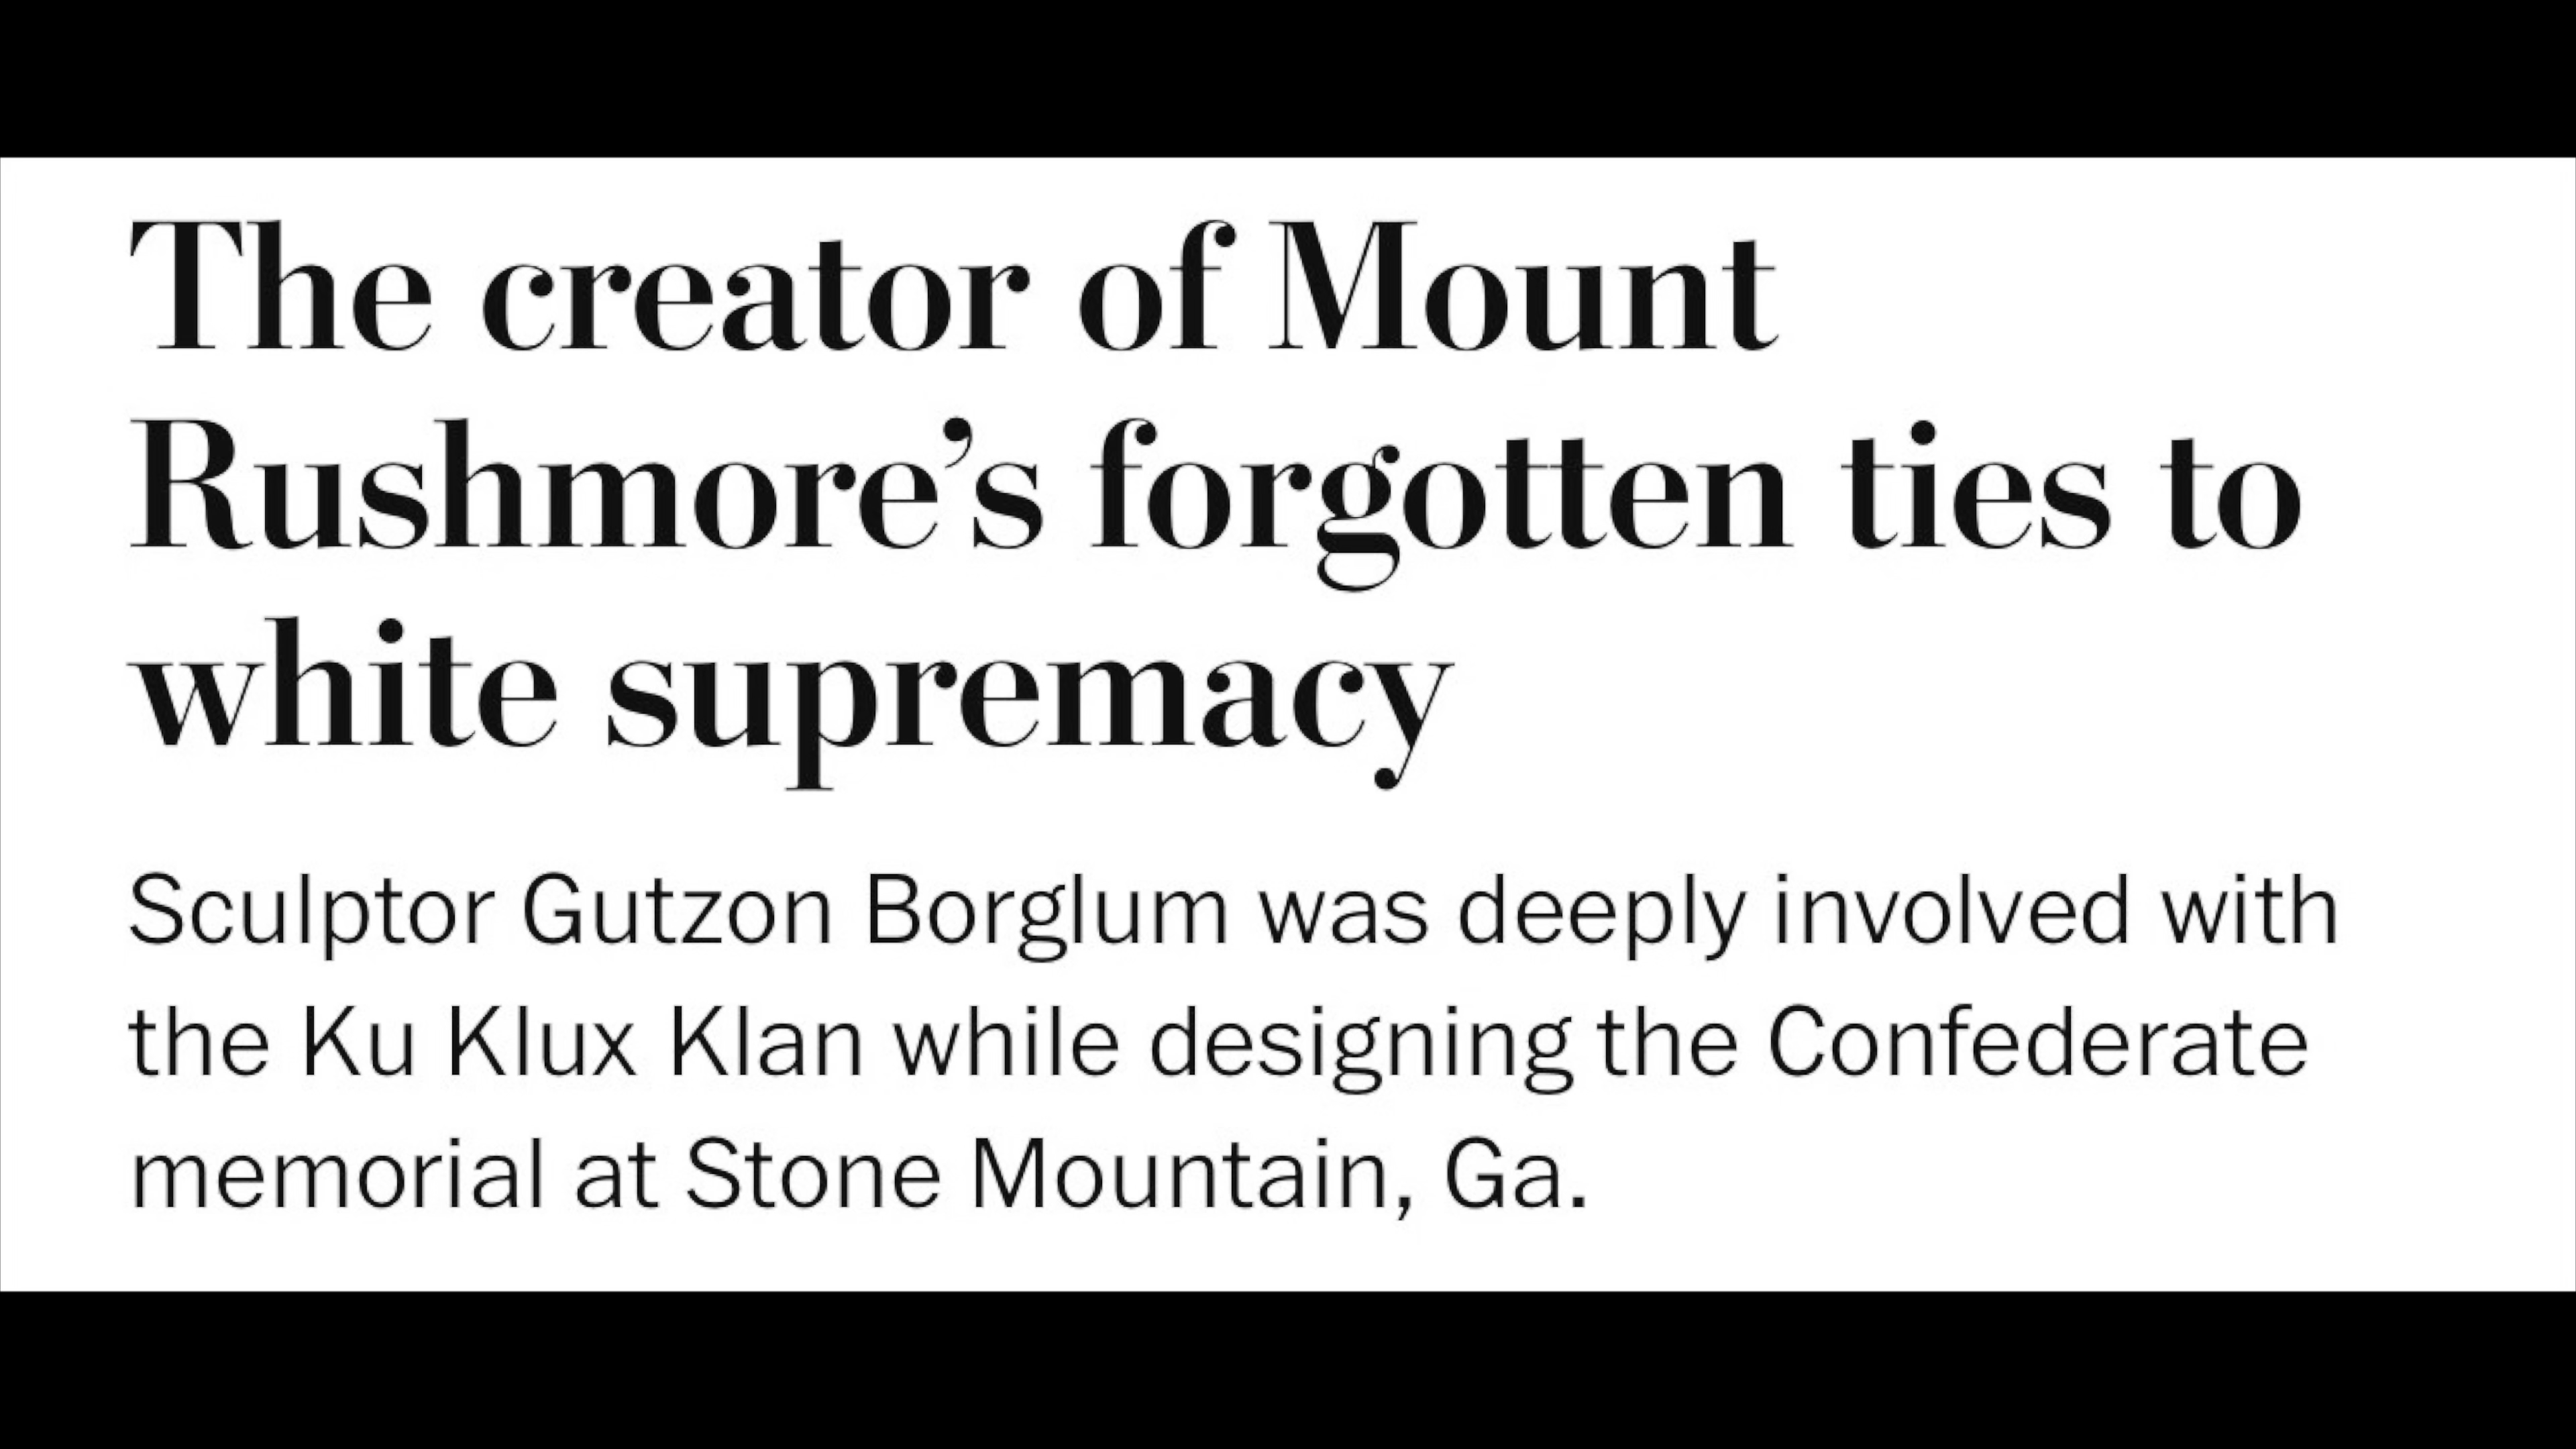 The creator of Mount
Rushmore’s forgotten ties to
white supremacy
Sculptor Gutzon Borglum was deeply involved with
the Ku Klux Klan while designing the Confederate
memorial at Stone Mountain, Ga.